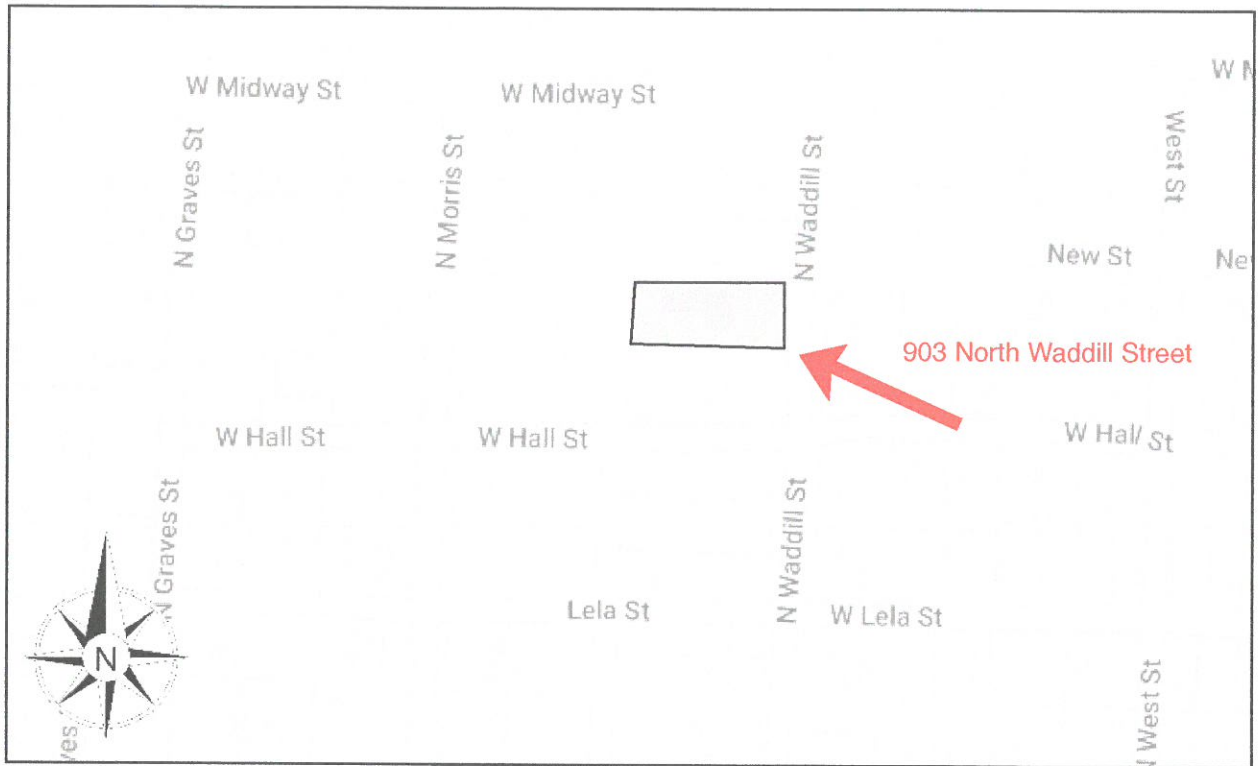 W Midway St
W Midway St
W
N Graves St
N Morris St
N Waddill St
West St
New St
903 North Waddill Street
W Hall St
W Hall St
W Hall St
N Graves St
N Waddill St
Lela St
W Lela St
N
N West St